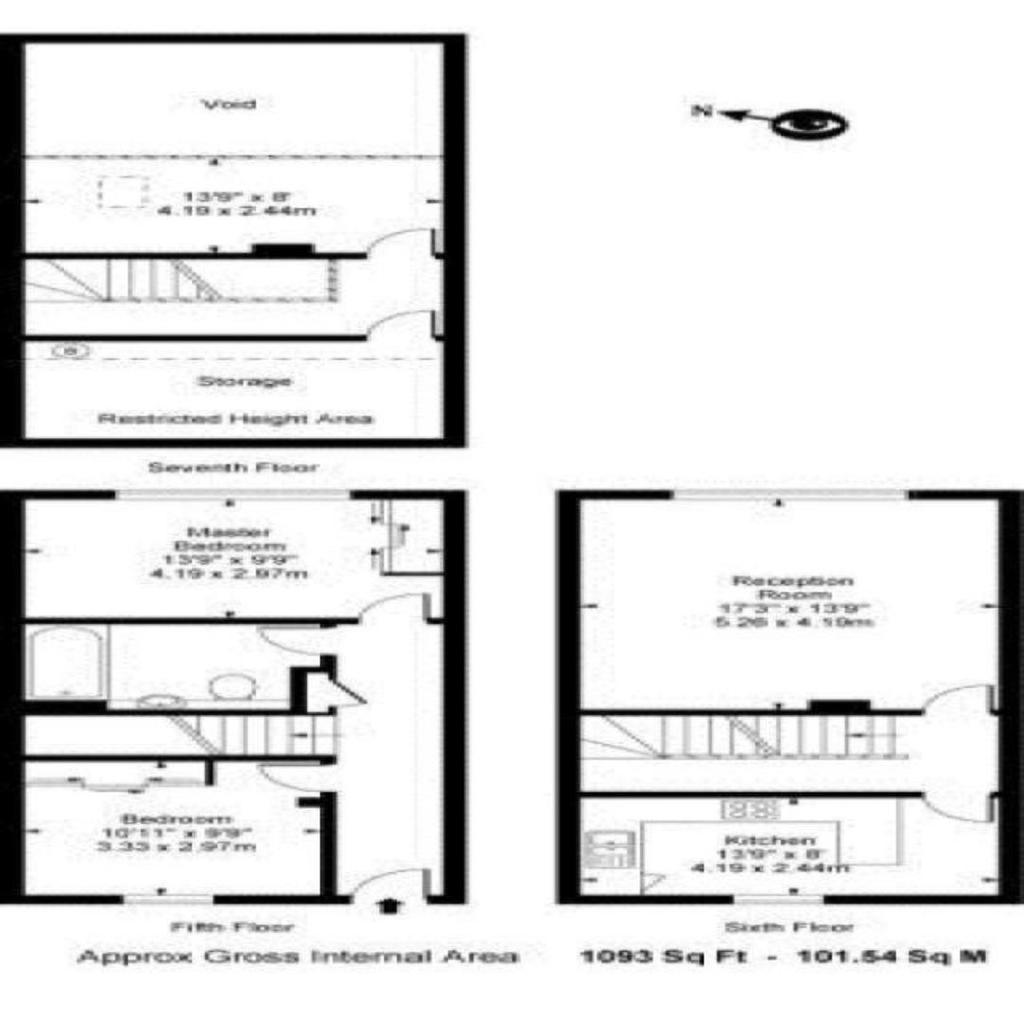 Void
N
13'9" x 8'
4.19 x 2.44m
Storage
Restricted Height Area
Seventh Floor
Master
Bedroom
13'9" x 9'9"
4.19 x 2.97m
Bedroom
10'11" x 9'9"
3.33 x 2.97m
Fifth Floor
Reception
Room
17'3" x 13'9"
5.26 x 4.19m
Kitchen
13'9" x 8'
4.19 x 2.44m
Sixth Floor
Approx Gross Internal Area 1093 Sq Ft - 101.54 Sq M